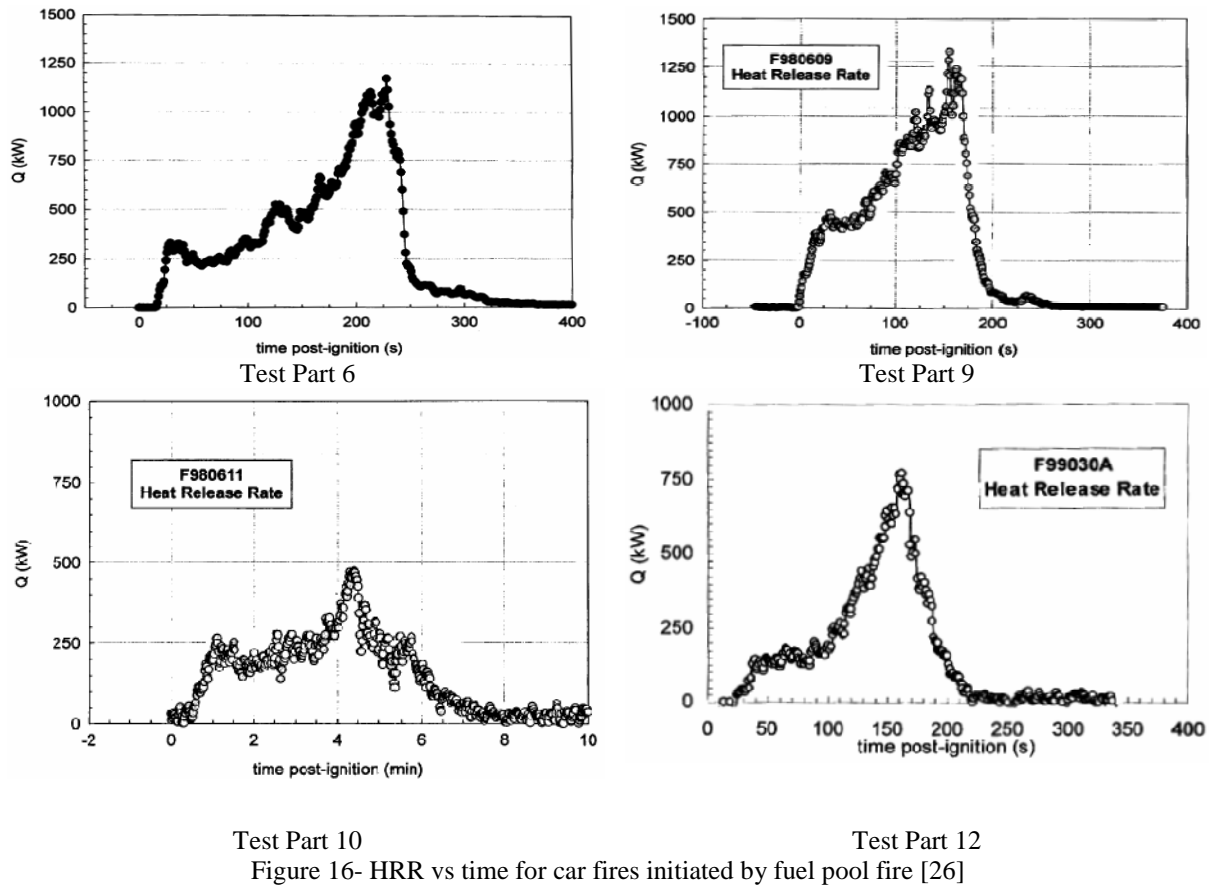 1500
1250
1000
750
500
250
0
Q (kW)
0 100 200 300 400
time post-ignition (s)
Test Part 6
1500
1250
1000
750
500
250
0
Q (kW)
F980609
Heat Release Rate
-100 0 100 200 300 400
time post-ignition (s)
Test Part 9
1000
750
500
250
0
Q (kW)
F980611
Heat Release Rate
-2 0 2 4 6 8 10
time post-ignition (min)
1000
750
500
250
0
Q (kW)
F99030A
Heat Release Rate
0 50 100 150 200 250 300 350 400
time post-ignition (s)
Test Part 10 Test Part 12
Figure 16- HRR vs time for car fires initiated by fuel pool fire [26]